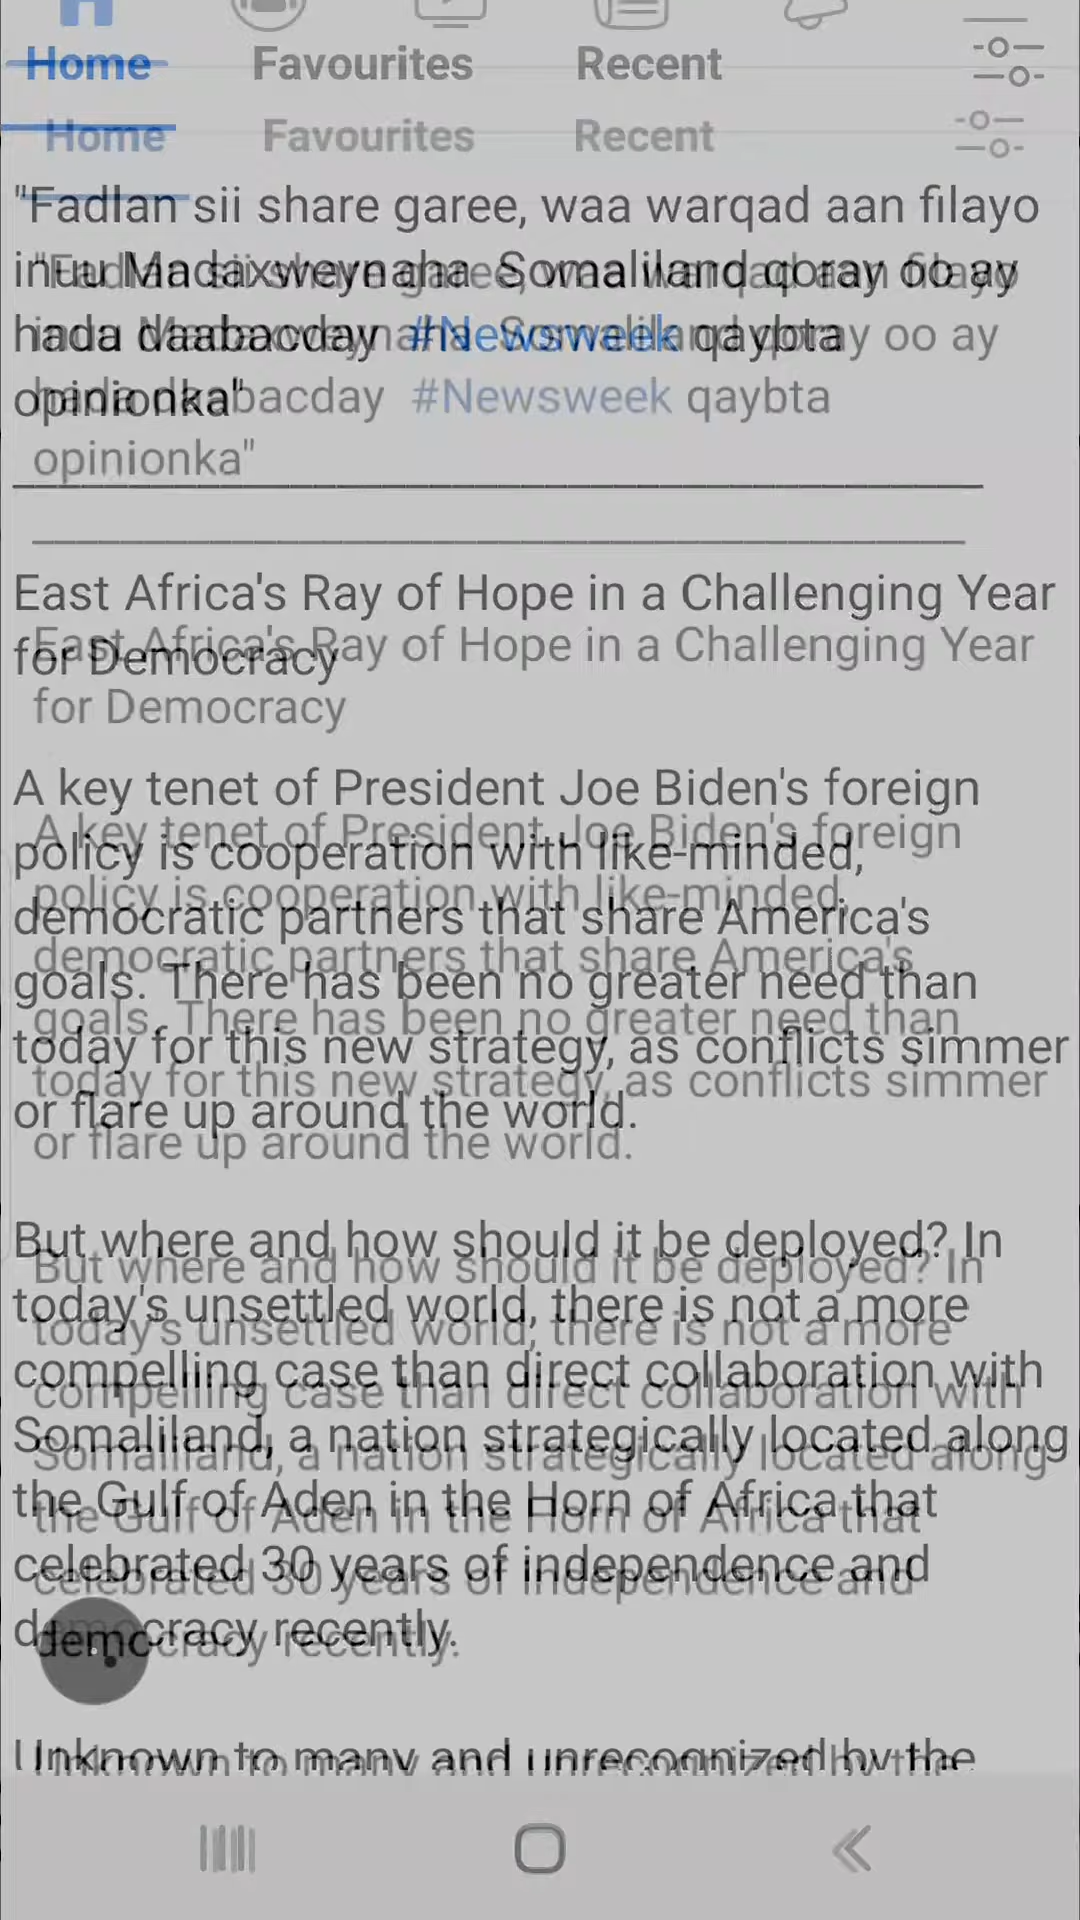 Home Favourites Recent
Home Favourites Recent
"Fadlan sii share garee, waa warqad aan filayo
inuu Madaxweynaha Somaliland qoray oo ay
hada daabacday #Newsweek qaybta
opinionka"
East Africa's Ray of Hope in a Challenging Year
for Democracy
A key tenet of President Joe Biden's foreign
policy is cooperation with like-minded,
democratic partners that share America's
goals. There has been no greater need than
today for this new strategy, as conflicts simmer
or flare up around the world.
But where and how should it be deployed? In
today's unsettled world, there is not a more
compelling case than direct collaboration with
Somaliland, a nation strategically located along
the Gulf of Aden in the Horn of Africa that
celebrated 30 years of independence and
democracy recently.
Unknown to many and unrecognized by the